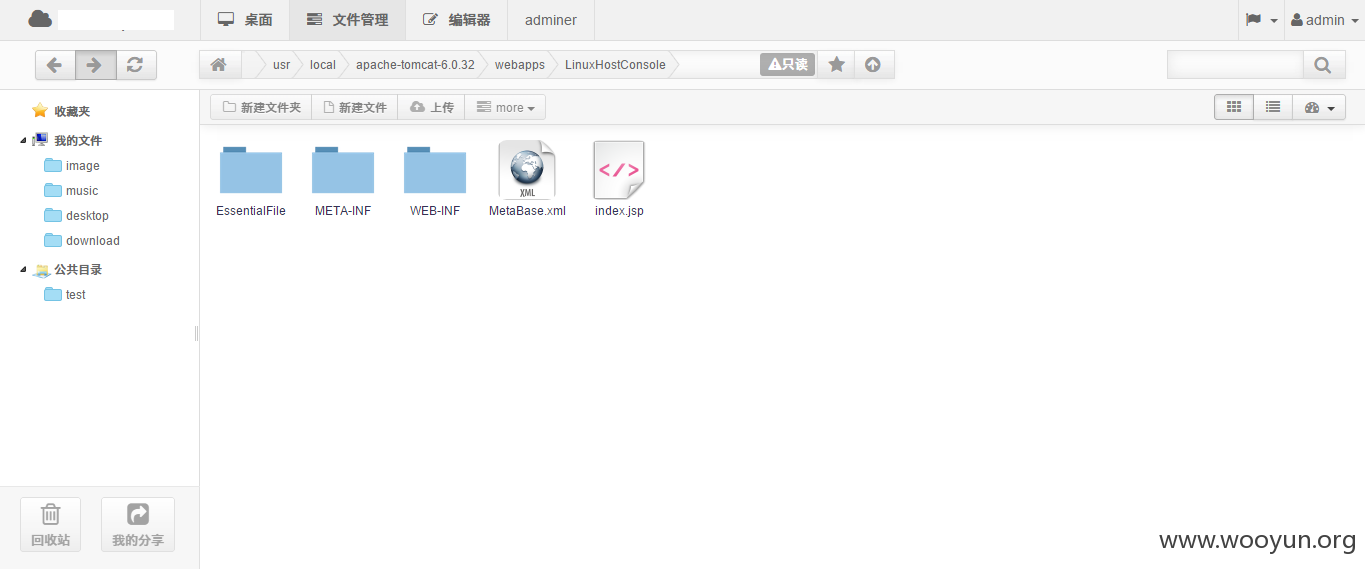 桌面 文件管理 编辑器 adminer admin
usr local apache-tomcat-6.0.32 webapps LinuxHostConsole 只读
收藏夹
我的文件
image
music
desktop
download
公共目录
test
新建文件夹 新建文件 上传 more
EssentialFile META-INF WEB-INF XML MetaBase.xml </> index.jsp
回收站 我的分享
www.wooyun.org